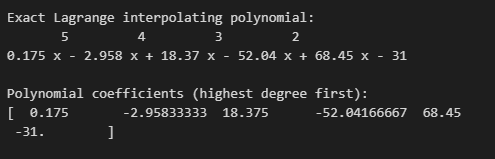 Exact Lagrange interpolating polynomial:
5 4 3 2
0.175 x - 2.958 x + 18.37 x - 52.04 x + 68.45 x - 31
Polynomial coefficients (highest degree first):
[ 0.175 -2.95833333 18.375 -52.04166667 68.45
-31. ]